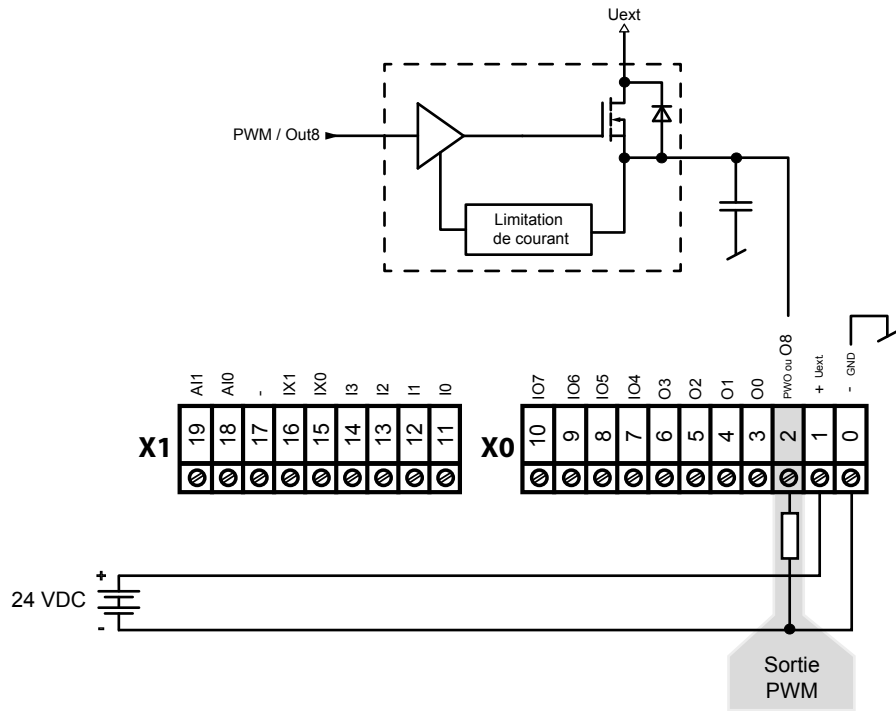 Uext
PWM / Out8
Limitation
de courant
AI1
AI0
-
IX1
IX0
I3
I2
I1
I0
IO7
IO6
IO5
IO4
O3
O2
O1
O0
PWO ou O8
+ Uext.
- GND
X1
19
18
17
16
15
14
13
12
11
X0
10
9
8
7
6
5
4
3
2
1
0
+
24 VDC
-
Sortie
PWM